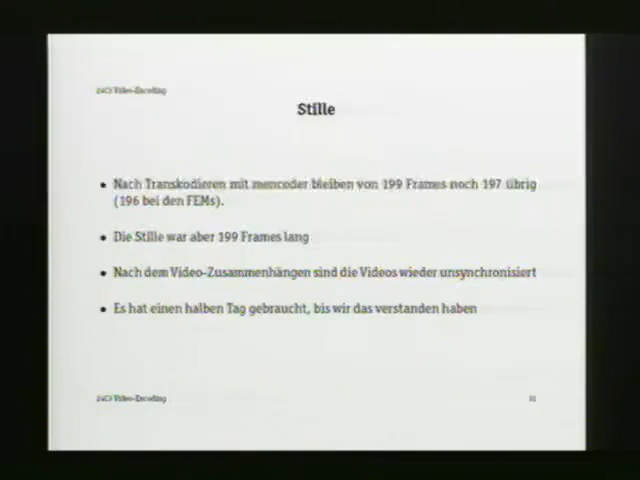 24C3 Video-Encoding
Stille
• Nach Transkodieren mit mencoder bleiben von 199 Frames noch 197 übrig
(196 bei den FEMs).
• Die Stille war aber 199 Frames lang
• Nach dem Video-Zusammenhängen sind die Videos wieder unsynchronisiert
• Es hat einen halben Tag gebraucht, bis wir das verstanden haben
24C3 Video-Encoding